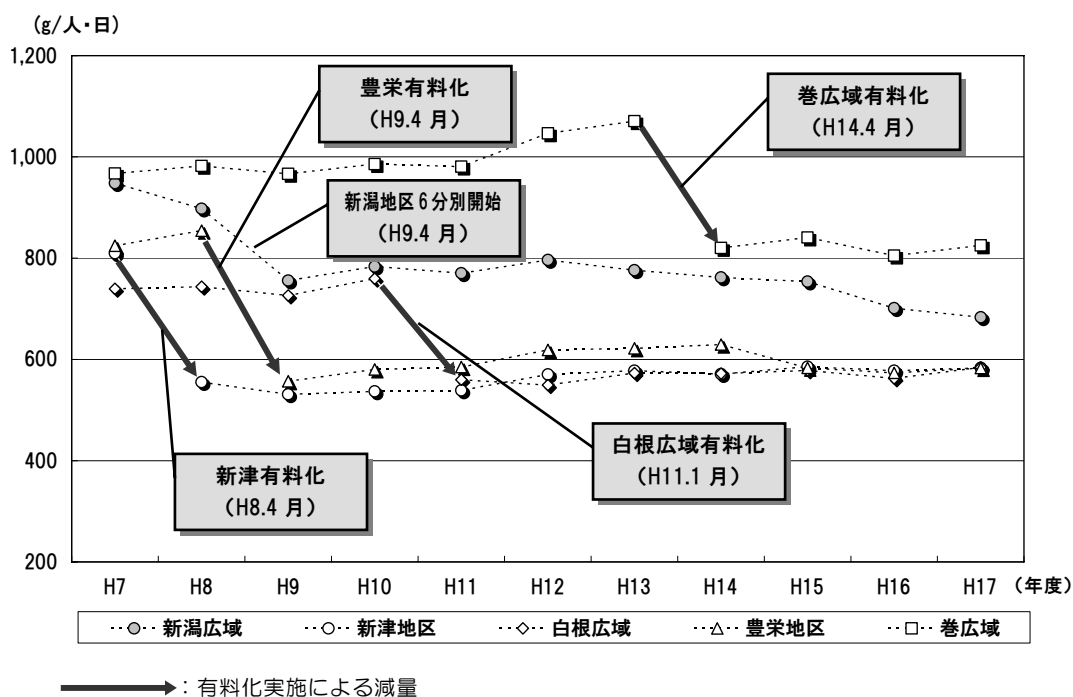 (g/人・日)
1,200
1,000
800
600
400
200
豊栄有料化
（H9.4 月）
新潟地区 6 分別開始
（H9.4 月）
巻広域有料化
（H14.4 月）
新津有料化
（H8.4 月）
白根広域有料化
（H11.1 月）
H7 H8 H9 H10 H11 H12 H13 H14 H15 H16 H17 (年度)
新潟広域 新津地区 白根広域 豊栄地区 巻広域
：有料化実施による減量